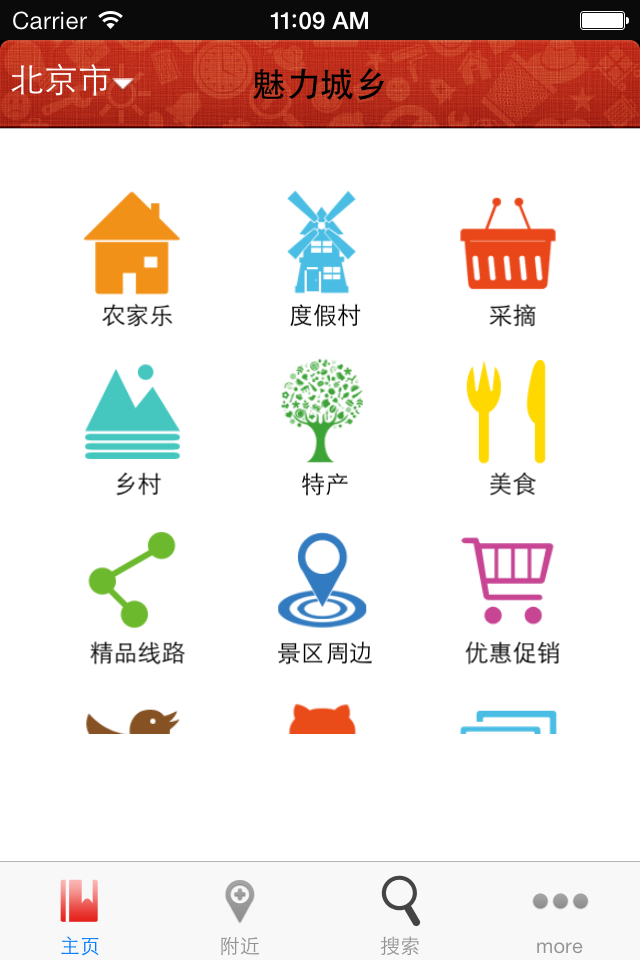 Carrier 11:09 AM
北京市 魅力城乡
农家乐 度假村 采摘
乡村 特产 美食
精品线路 景区周边 优惠促销
主页 附近 搜索 more